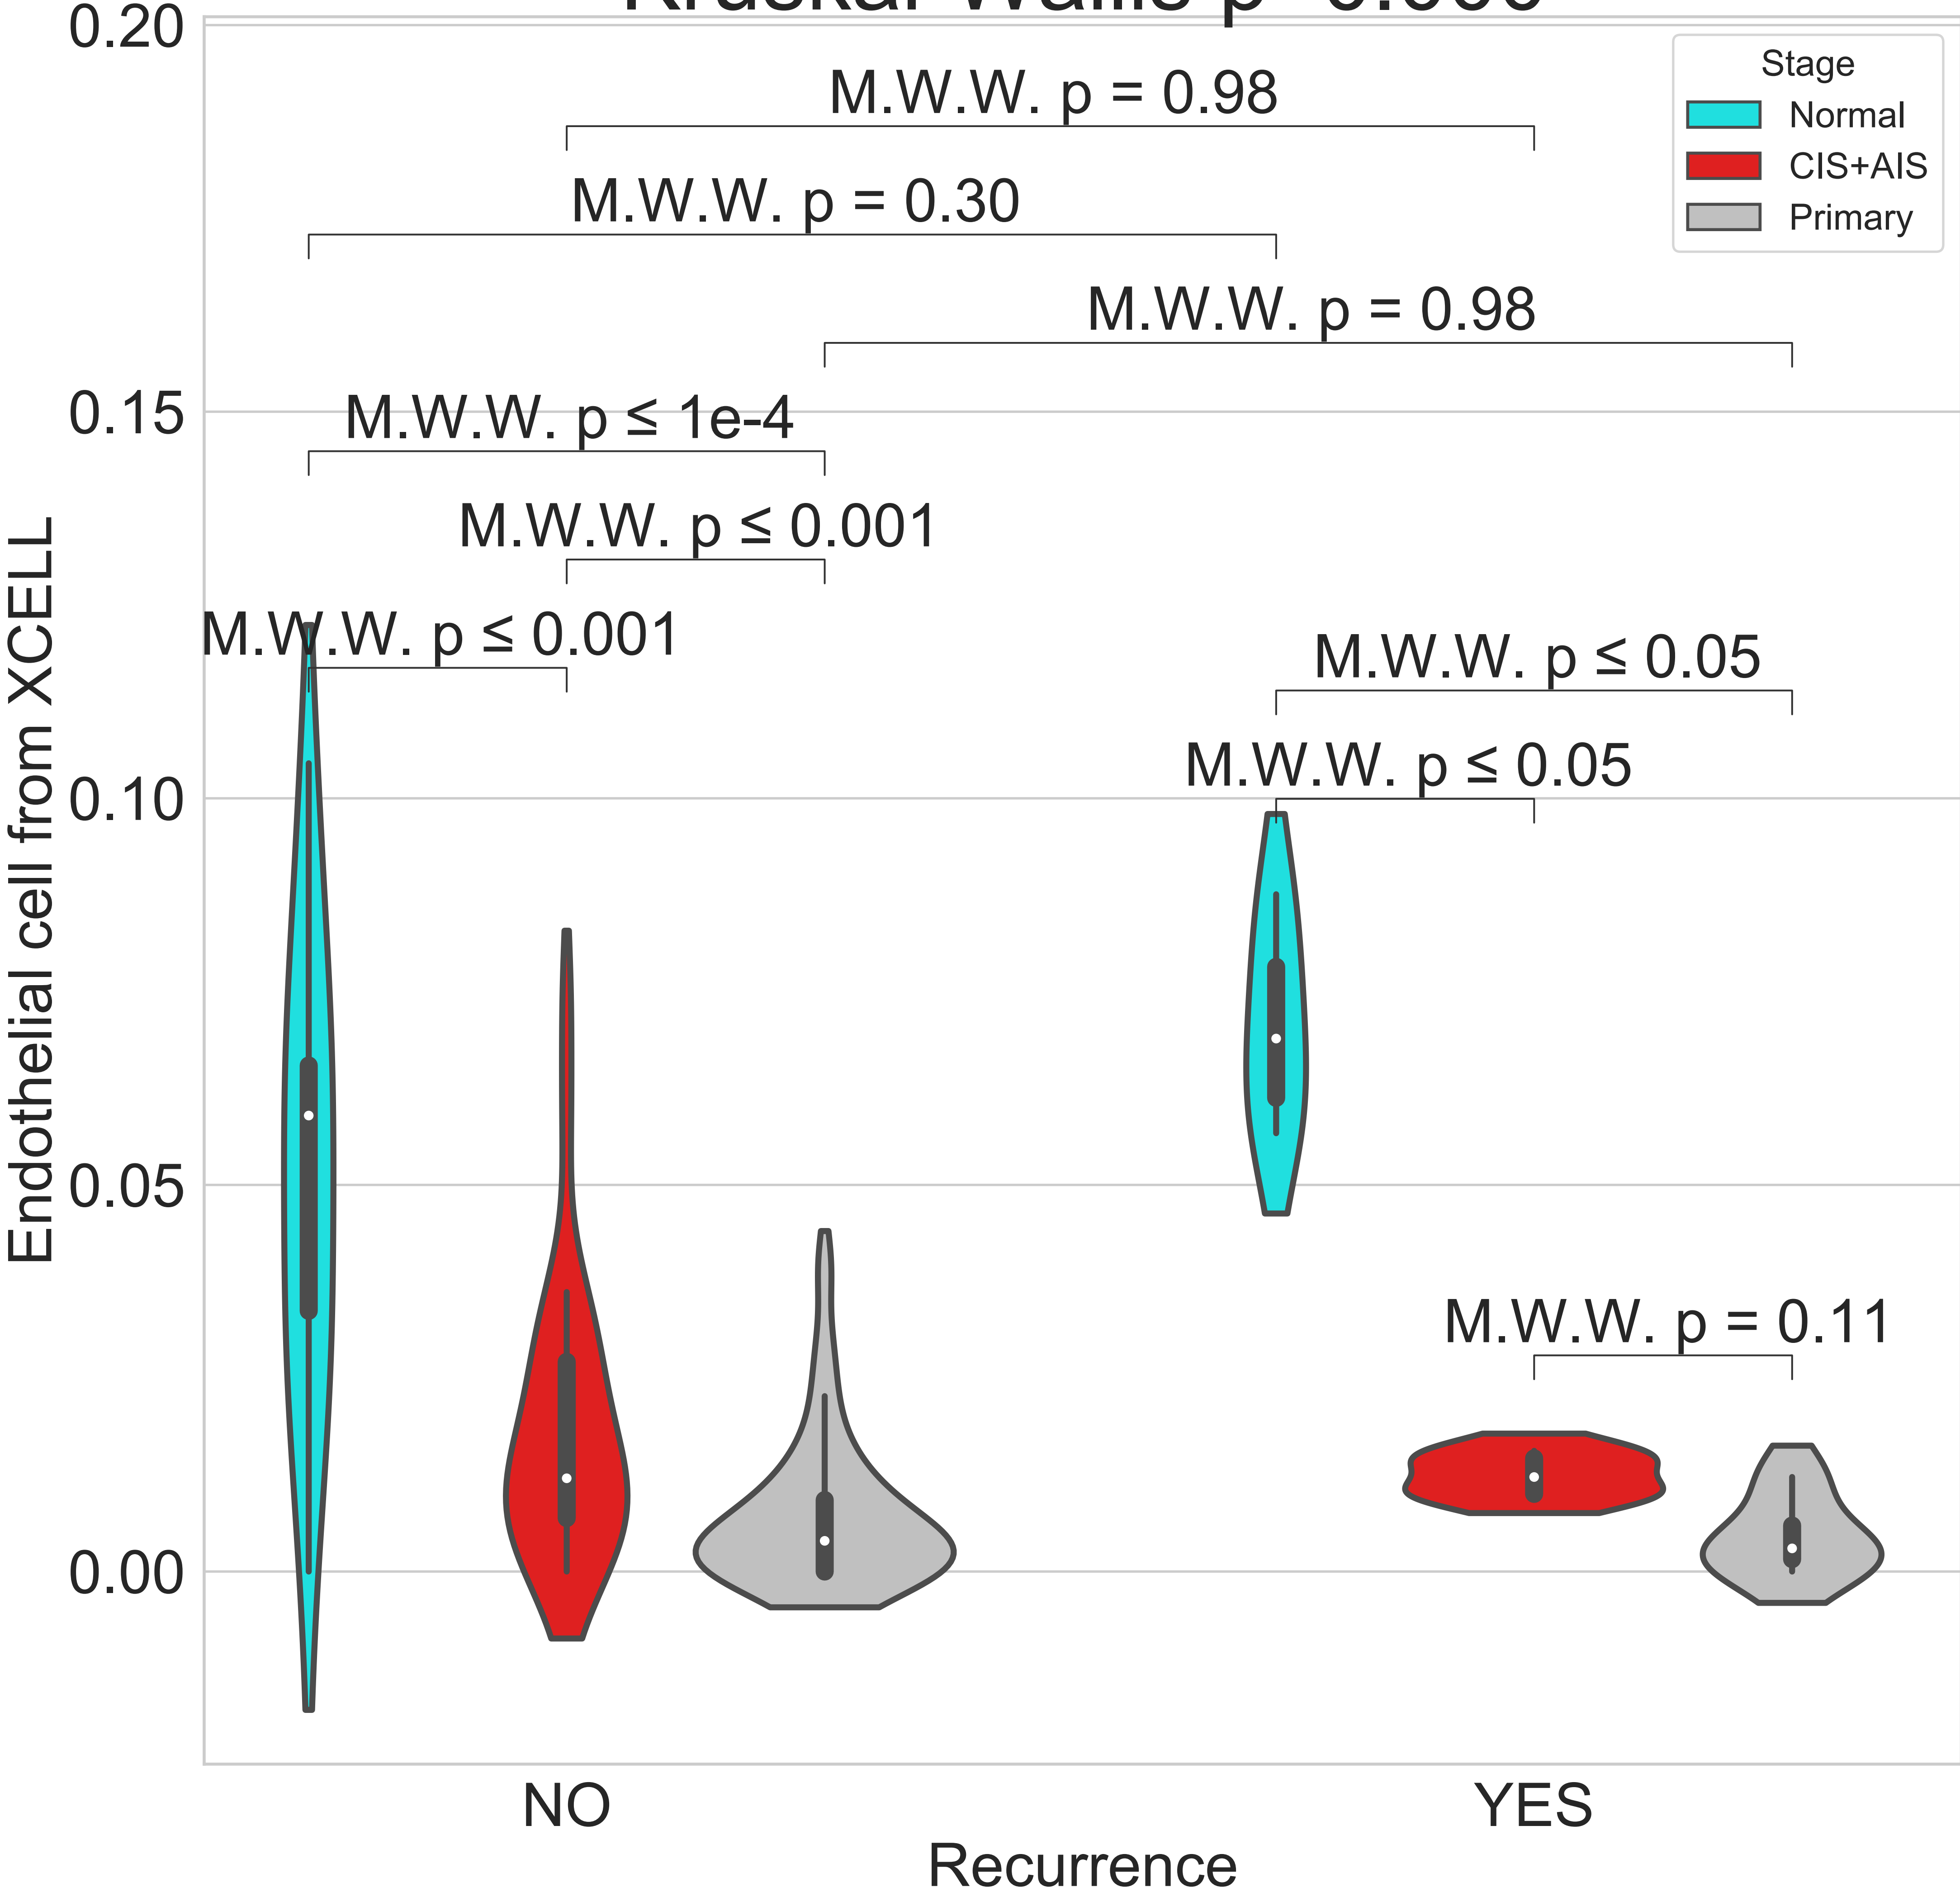 0.20
M.W.W. p = 0.98
Stage
Normal
CIS+AIS
Primary
M.W.W. p = 0.30
M.W.W. p = 0.98
0.15
M.W.W. p ≤ 1e-4
M.W.W. p ≤ 0.001
M.W.W. p ≤ 0.001
M.W.W. p ≤ 0.05
M.W.W. p ≤ 0.05
0.10
0.05
M.W.W. p = 0.11
0.00
Endothelial cell from XCELL
NO
YES
Recurrence